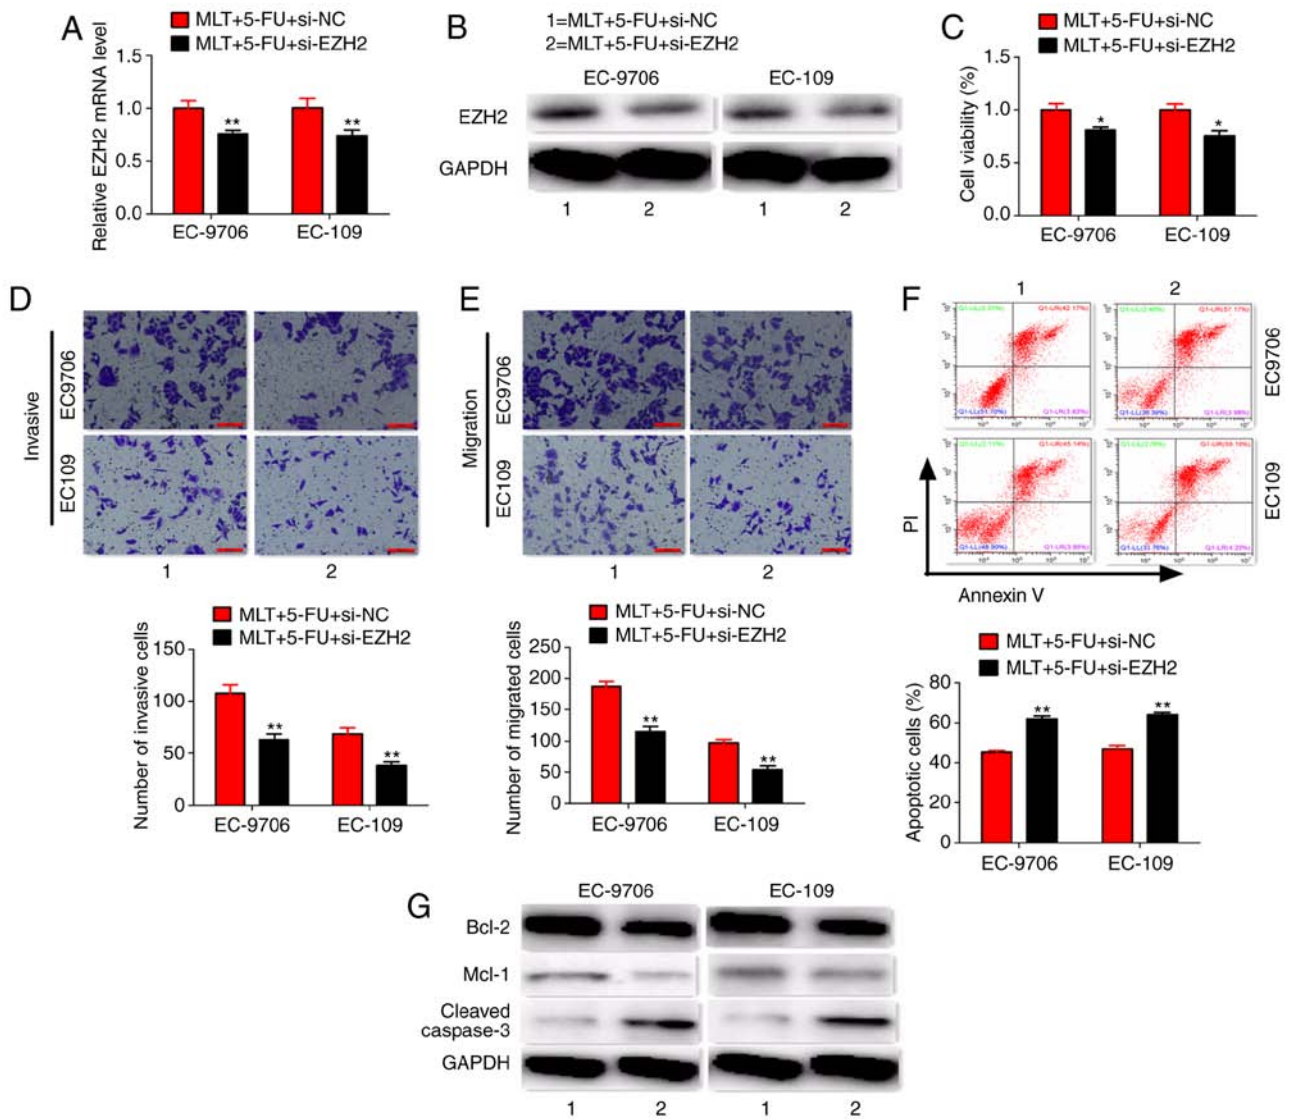 A
MLT+5-FU+si-NC
MLT+5-FU+si-EZH2
Relative EZH2 mRNA level
1.5
1.0
0.5
0.0
**
**
EC-9706
EC-109
B
1=MLT+5-FU+si-NC
2=MLT+5-FU+si-EZH2
EC-9706
EC-109
EZH2
GAPDH
1
2
1
2
C
MLT+5-FU+si-NC
MLT+5-FU+si-EZH2
Cell viability (%)
1.5
1.0
0.5
0.0
*
*
EC-9706
EC-109
D
Invasive
EC9706
EC109
1
2
MLT+5-FU+si-NC
MLT+5-FU+si-EZH2
Number of invasive cells
150
100
50
0
**
**
EC-9706
EC-109
E
Migration
EC9706
EC109
1
2
MLT+5-FU+si-NC
MLT+5-FU+si-EZH2
Number of migrated cells
250
200
150
100
50
0
**
**
EC-9706
EC-109
F
1
2
Q1-UR(42.17%)
EC9706
EC109
PI
Annexin V
MLT+5-FU+si-NC
MLT+5-FU+si-EZH2
Apoptotic cells (%)
80
60
40
20
0
**
**
EC-9706
EC-109
G
EC-9706
EC-109
Bcl-2
Mcl-1
Cleaved
caspase-3
GAPDH
1
2
1
2